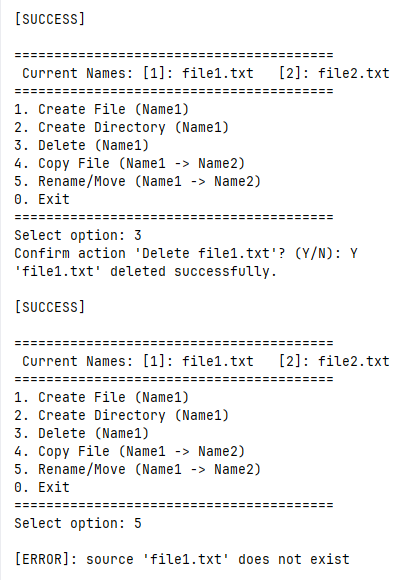 [SUCCESS]
========================================
Current Names: [1]: file1.txt   [2]: file2.txt
========================================
1. Create File (Name1)
2. Create Directory (Name1)
3. Delete (Name1)
4. Copy File (Name1 -> Name2)
5. Rename/Move (Name1 -> Name2)
0. Exit
========================================
Select option: 3
Confirm action 'Delete file1.txt'? (Y/N): Y
'file1.txt' deleted successfully.
[SUCCESS]
========================================
Current Names: [1]: file1.txt   [2]: file2.txt
========================================
1. Create File (Name1)
2. Create Directory (Name1)
3. Delete (Name1)
4. Copy File (Name1 -> Name2)
5. Rename/Move (Name1 -> Name2)
0. Exit
========================================
Select option: 5
[ERROR]: source 'file1.txt' does not exist